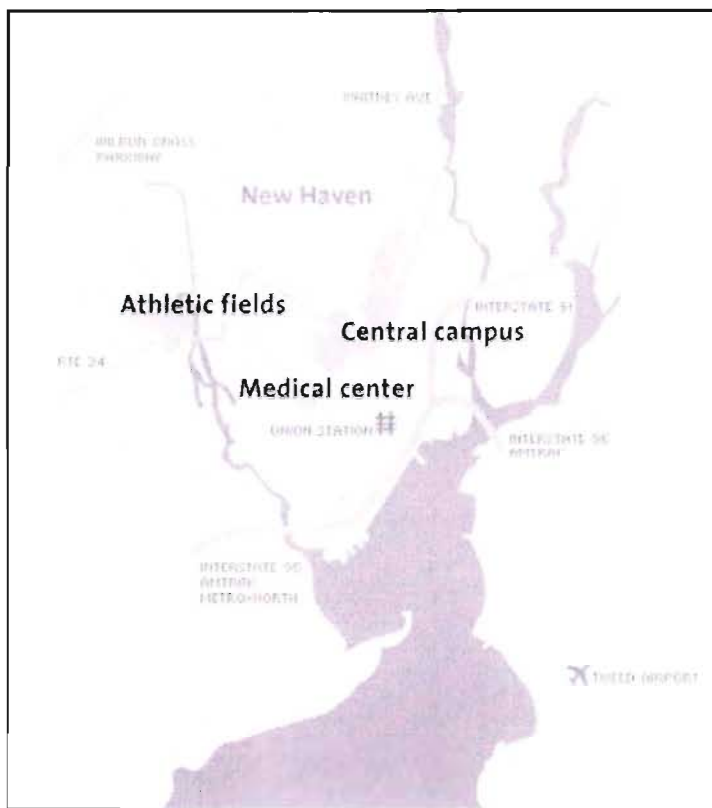 WHITNEY AVE
WILBUR CROSS
PARKWAY
New Haven
Athletic fields
INTERSTATE 91
Central campus
RTE 34
Medical center
UNION STATION
INTERSTATE 95
AMTRAK
INTERSTATE 95
AMTRAK
METRO-NORTH
TWEED AIRPORT